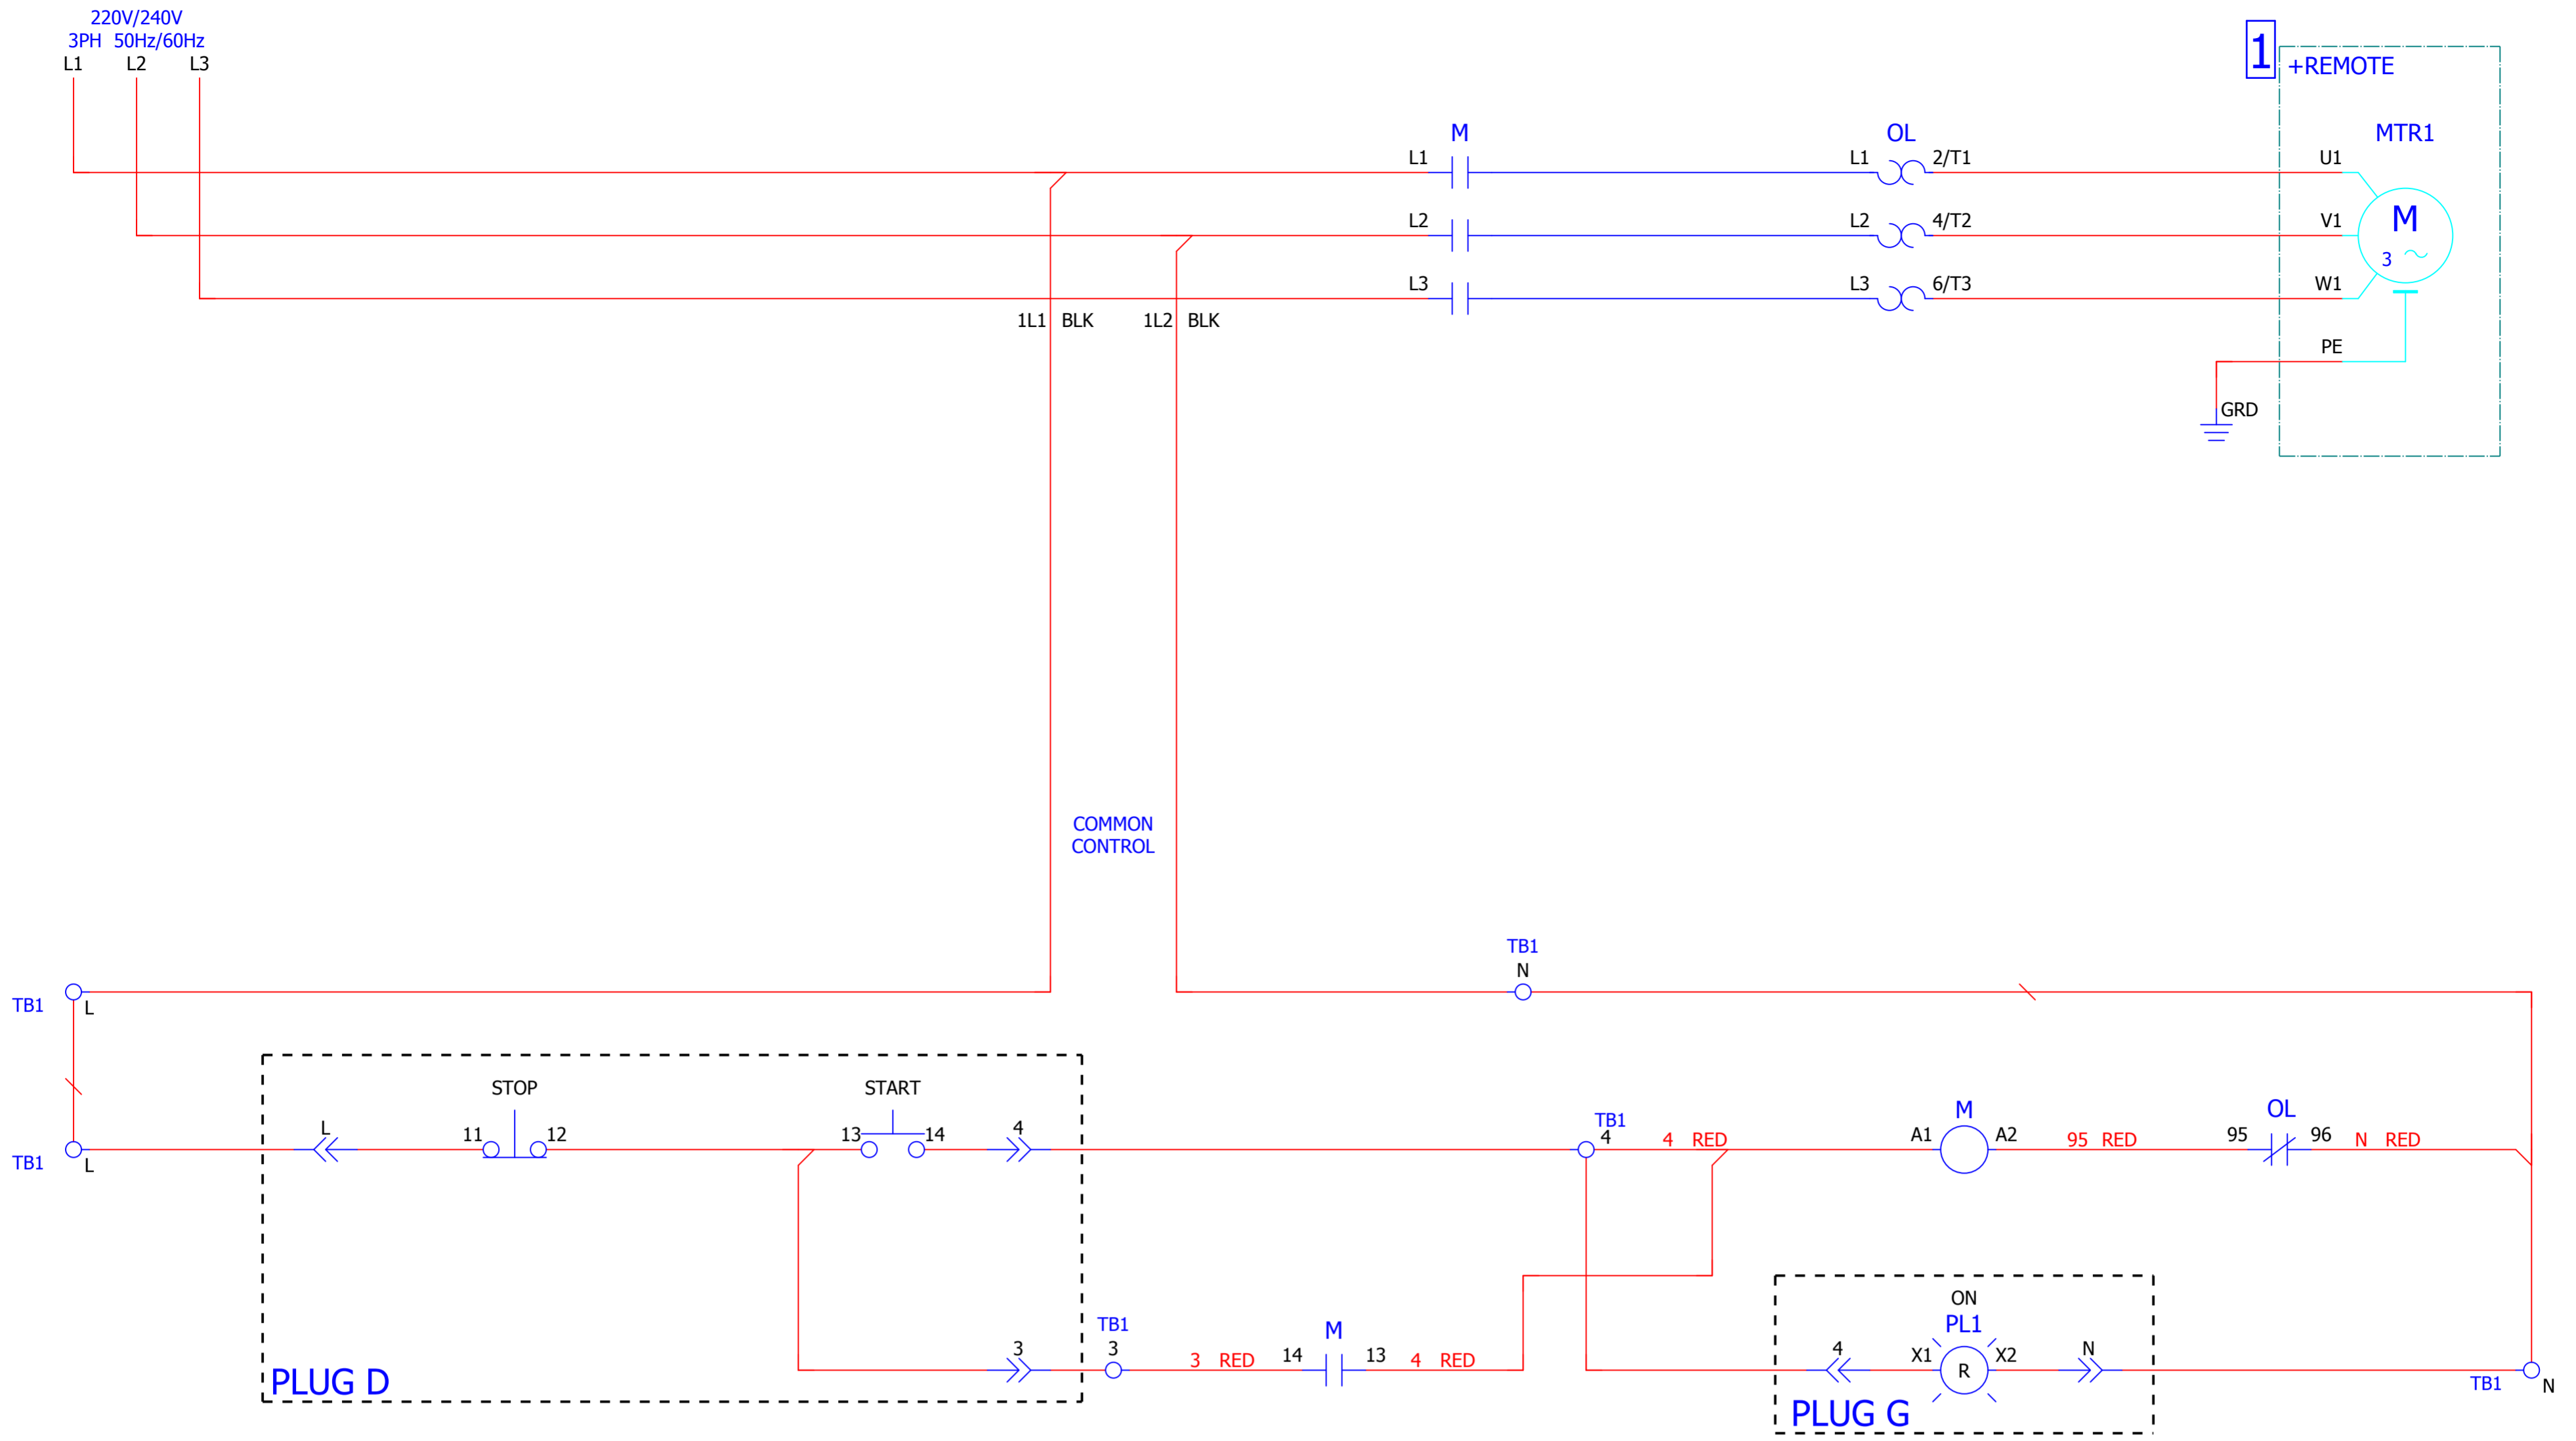 220V/240V
3PH 50Hz/60Hz
L1 L2 L3
1
+REMOTE
M OL MTR1
L1 L1 2/T1 U1
L2 L2 4/T2 V1
M
3
L3 L3 6/T3 W1
1L1 BLK 1L2 BLK
PE
GRD
COMMON
CONTROL
TB1
N
TB1 L
STOP START
TB1
4
M OL
L 11 12 13 14 4
4 RED A1 A2 95 RED 95 96 N RED
TB1 L
ON
TB1 M PL1
3 3 3 RED 14 13 4 RED 4 X1 R X2 N
PLUG D
TB1 N
PLUG G